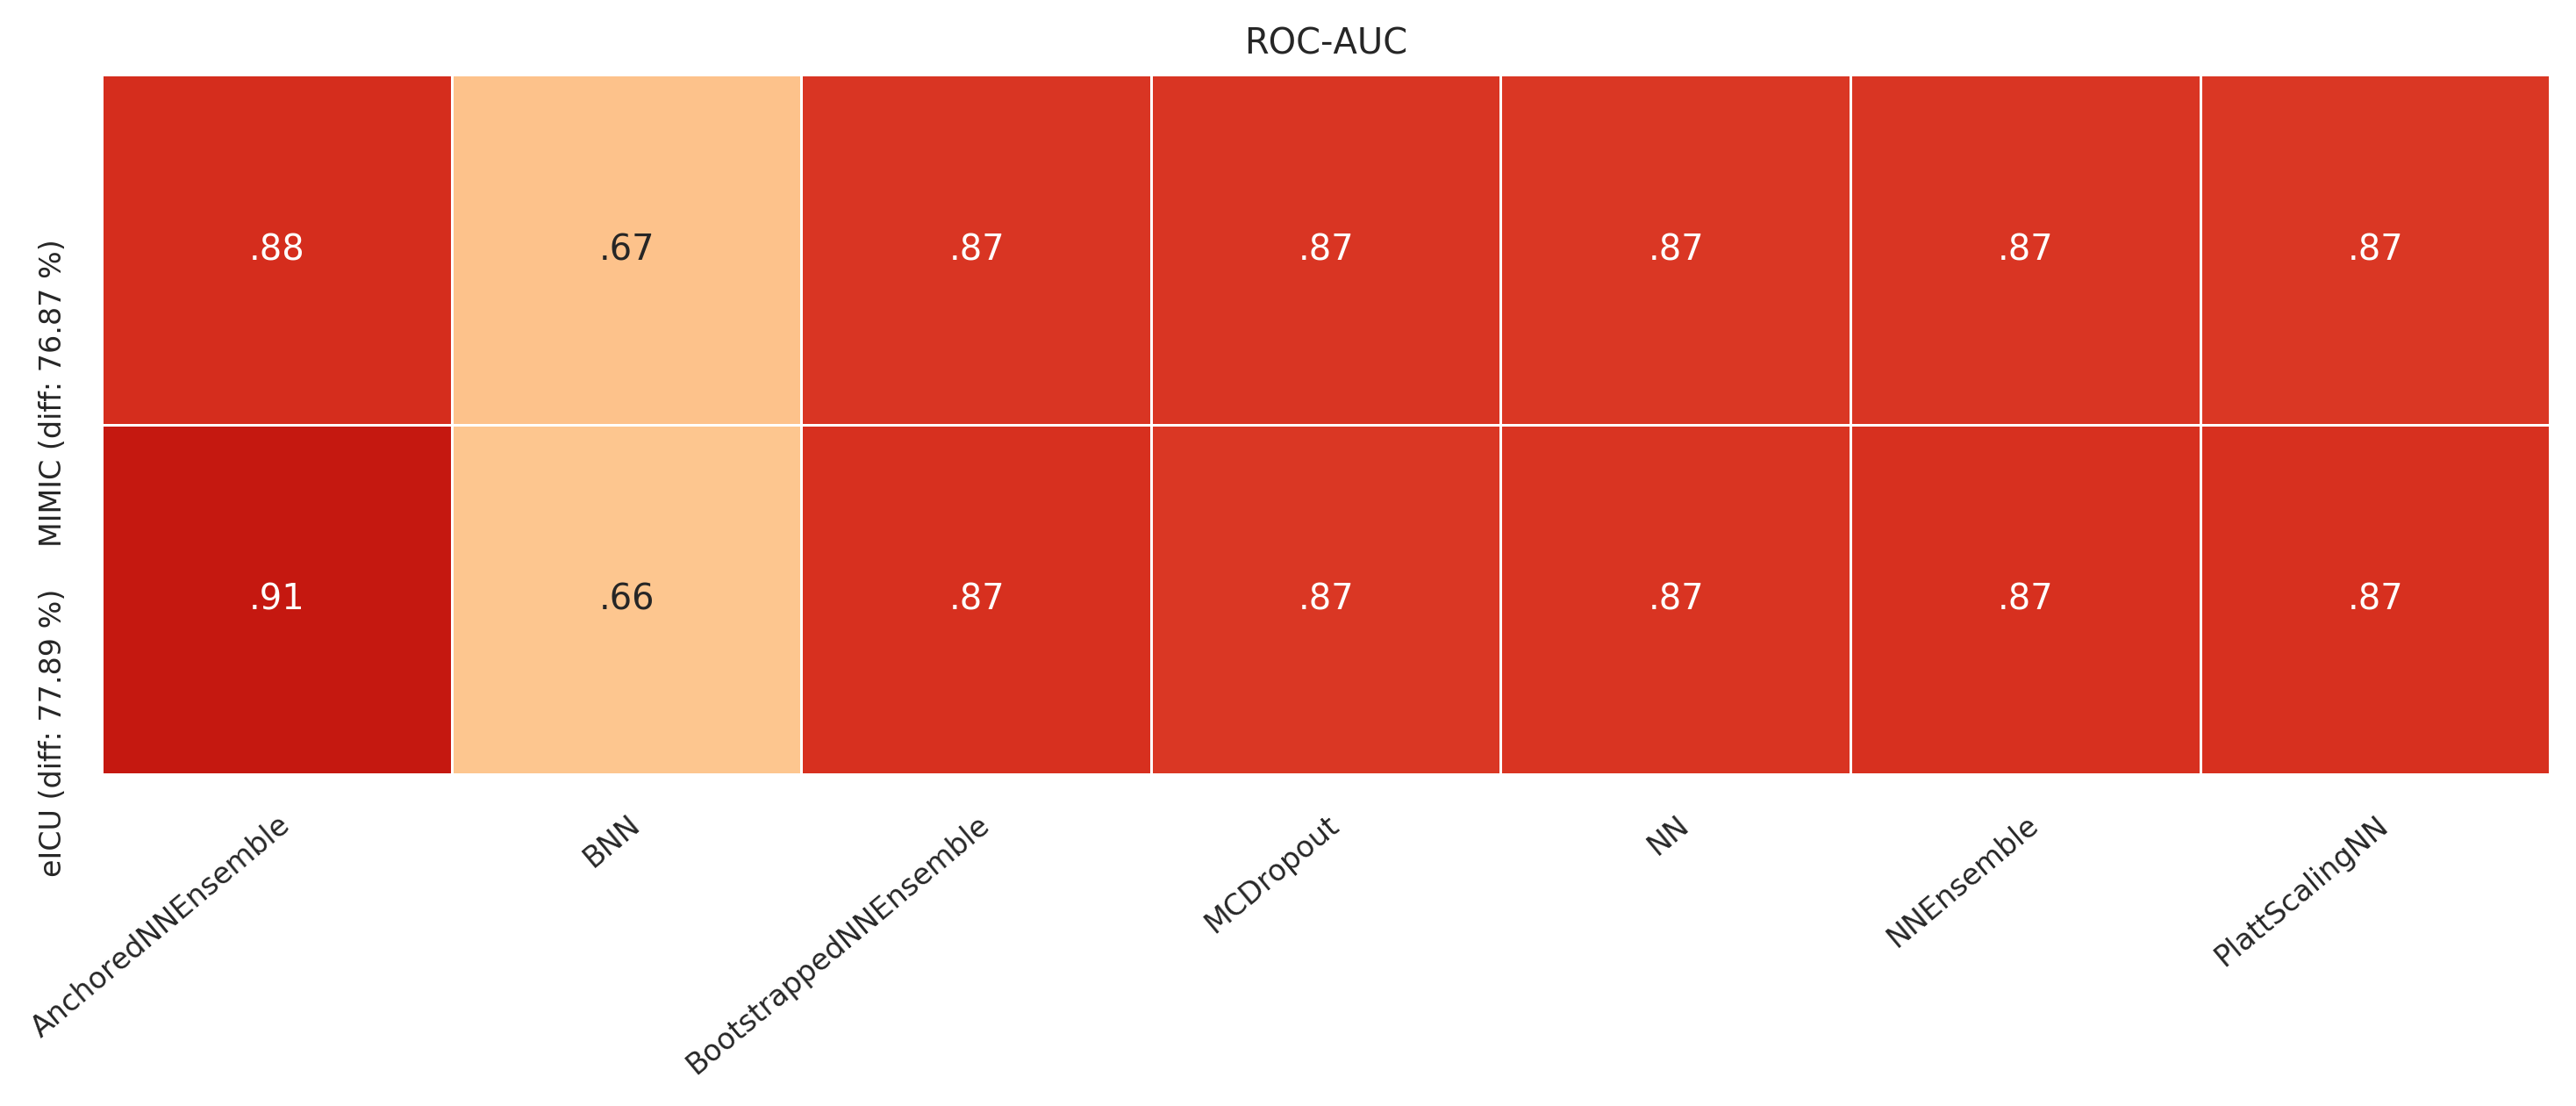 ROC-AUC
MIMIC (diff: 76.87 %)
.88 .67 .87 .87 .87 .87 .87
eICU (diff: 77.89 %)
.91 .66 .87 .87 .87 .87 .87
AnchoredNNEnsemble
BNN
BootstrappedNNEnsemble
MCDropout
NN
NNEnsemble
PlattScalingNN